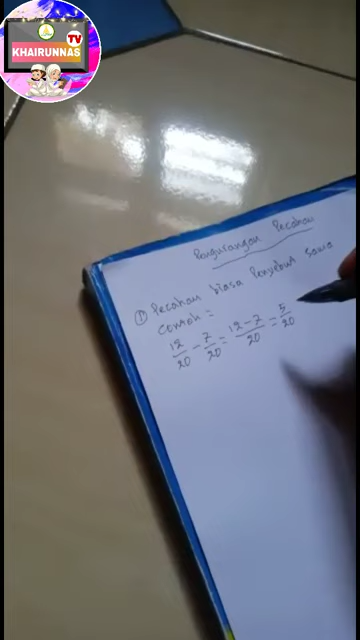 KHAIRUNNAS TV
Pengurangan Pecahan
① Pecahan biasa Penyebut sama
Contoh =
12/20 - 7/20 = 12-7/20 = 5/20